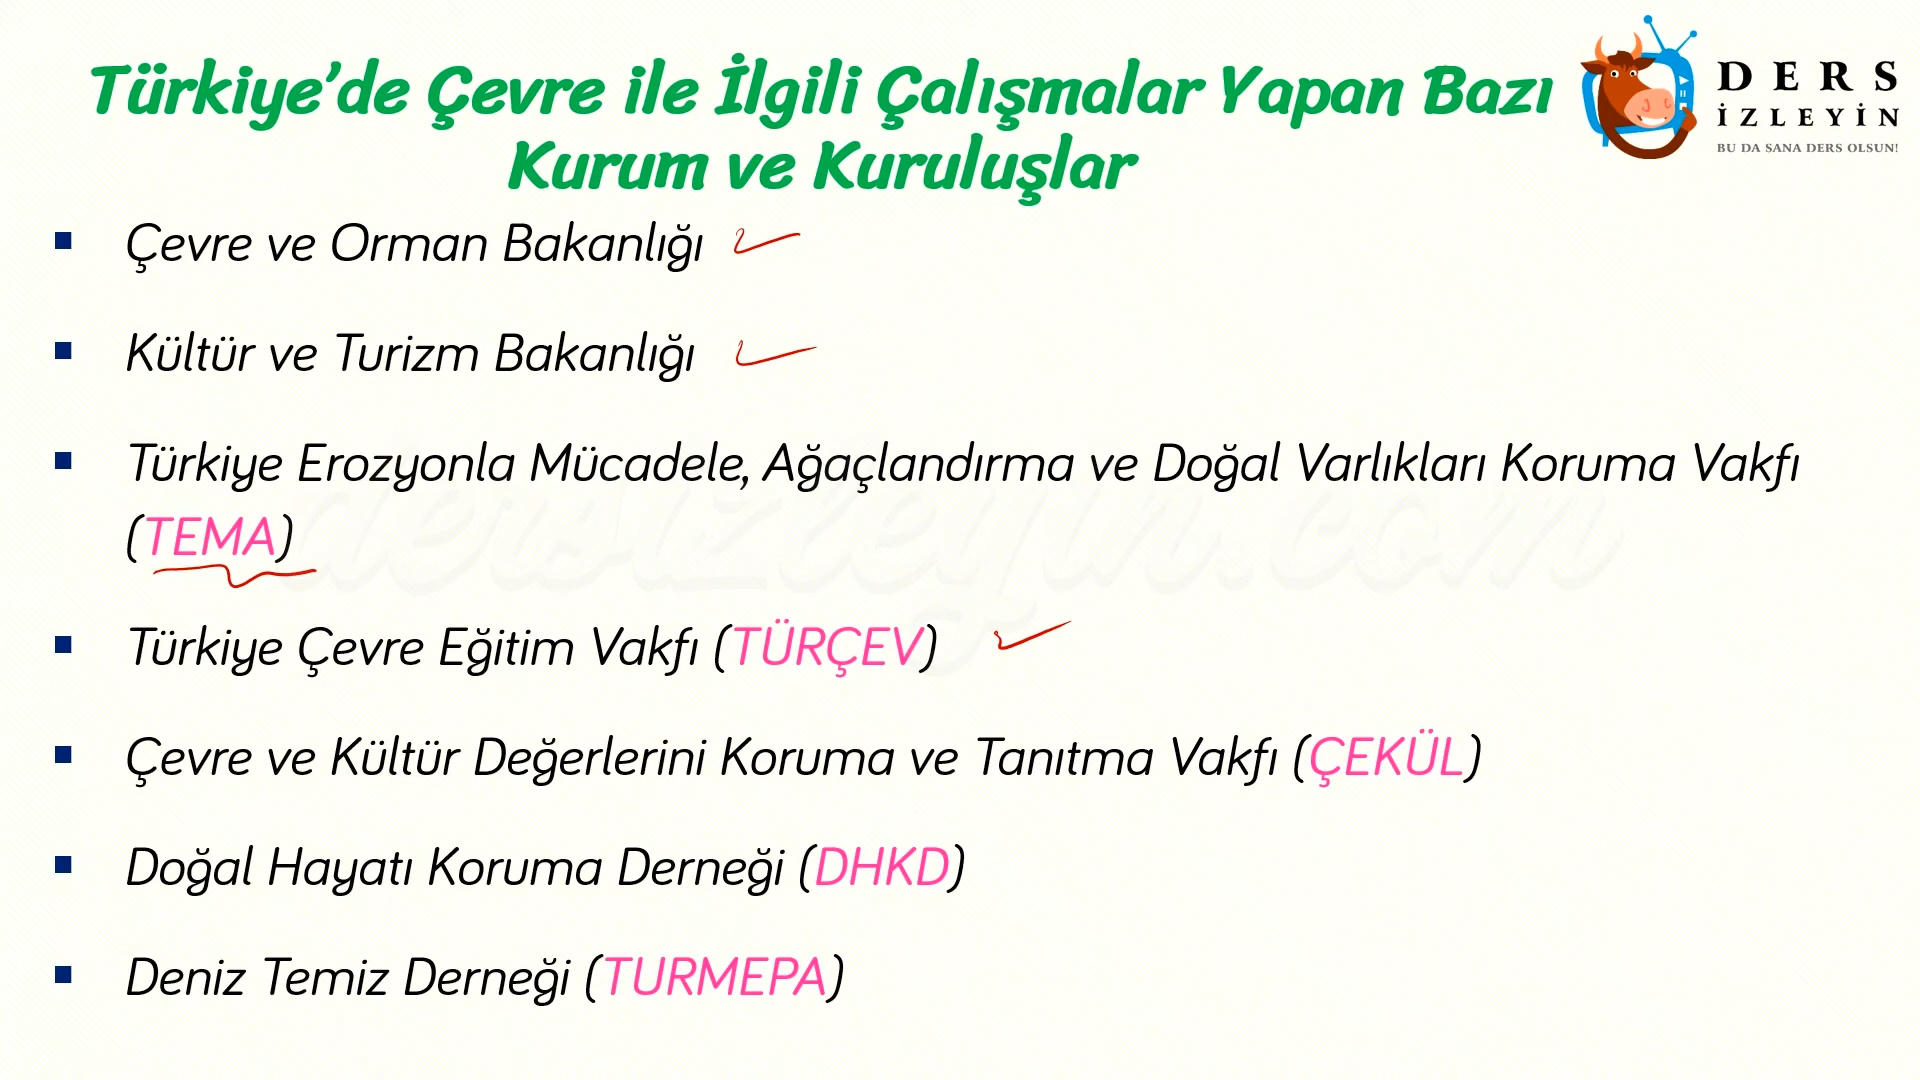 Türkiye’de Çevre ile İlgili Çalışmalar Yapan Bazı
Kurum ve Kuruluşlar
DERS
İZLEYİN
BU DA SANA DERS OLSUN!
▪ Çevre ve Orman Bakanlığı
▪ Kültür ve Turizm Bakanlığı
▪ Türkiye Erozyonla Mücadele, Ağaçlandırma ve Doğal Varlıkları Koruma Vakfı
(TEMA)
dersizleyin.com
▪ Türkiye Çevre Eğitim Vakfı (TÜRÇEV)
▪ Çevre ve Kültür Değerlerini Koruma ve Tanıtma Vakfı (ÇEKÜL)
▪ Doğal Hayatı Koruma Derneği (DHKD)
▪ Deniz Temiz Derneği (TURMEPA)